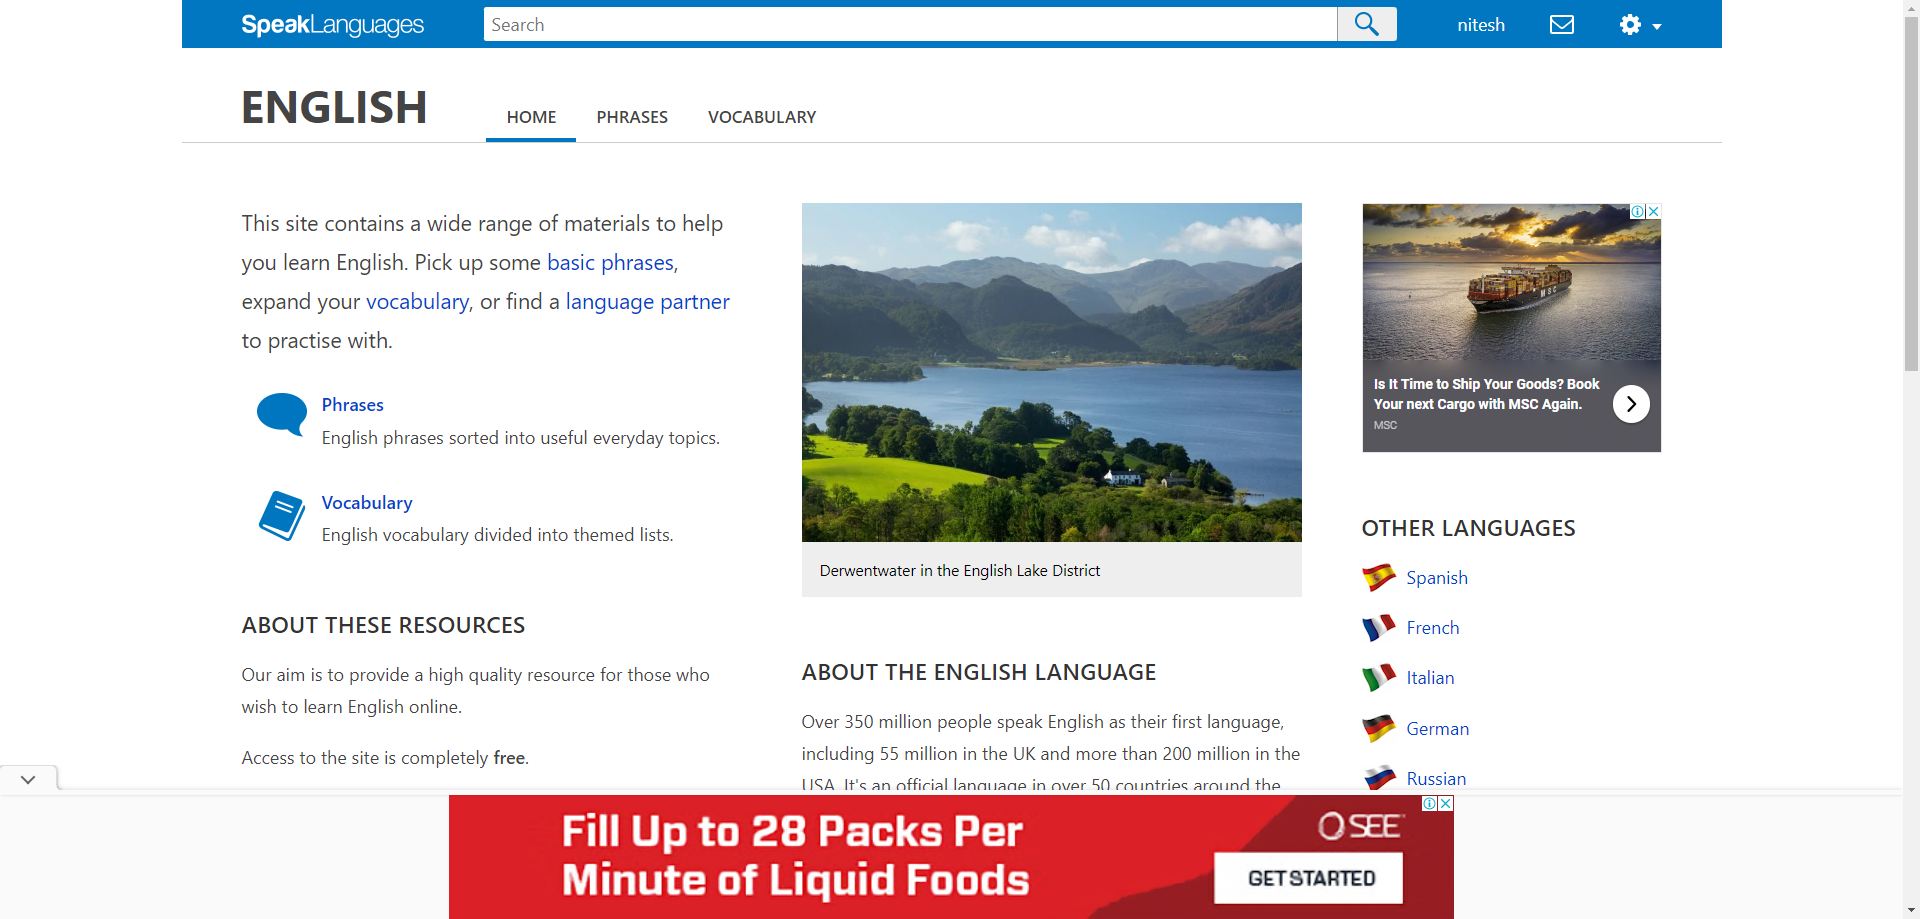 SpeakLanguages
Search
nitesh
ENGLISH
HOME
PHRASES
VOCABULARY
This site contains a wide range of materials to help
you learn English. Pick up some basic phrases,
expand your vocabulary, or find a language partner
to practise with.
Phrases
English phrases sorted into useful everyday topics.
Vocabulary
English vocabulary divided into themed lists.
ABOUT THESE RESOURCES
Our aim is to provide a high quality resource for those who
wish to learn English online.
Access to the site is completely free.
Derwentwater in the English Lake District
ABOUT THE ENGLISH LANGUAGE
Over 350 million people speak English as their first language,
including 55 million in the UK and more than 200 million in the
USA. It's an official language in over 50 countries around the
MSC
Is It Time to Ship Your Goods? Book
Your next Cargo with MSC Again.
MSC
OTHER LANGUAGES
Spanish
French
Italian
German
Russian
Fill Up to 28 Packs Per
Minute of Liquid Foods
SEE
GET STARTED